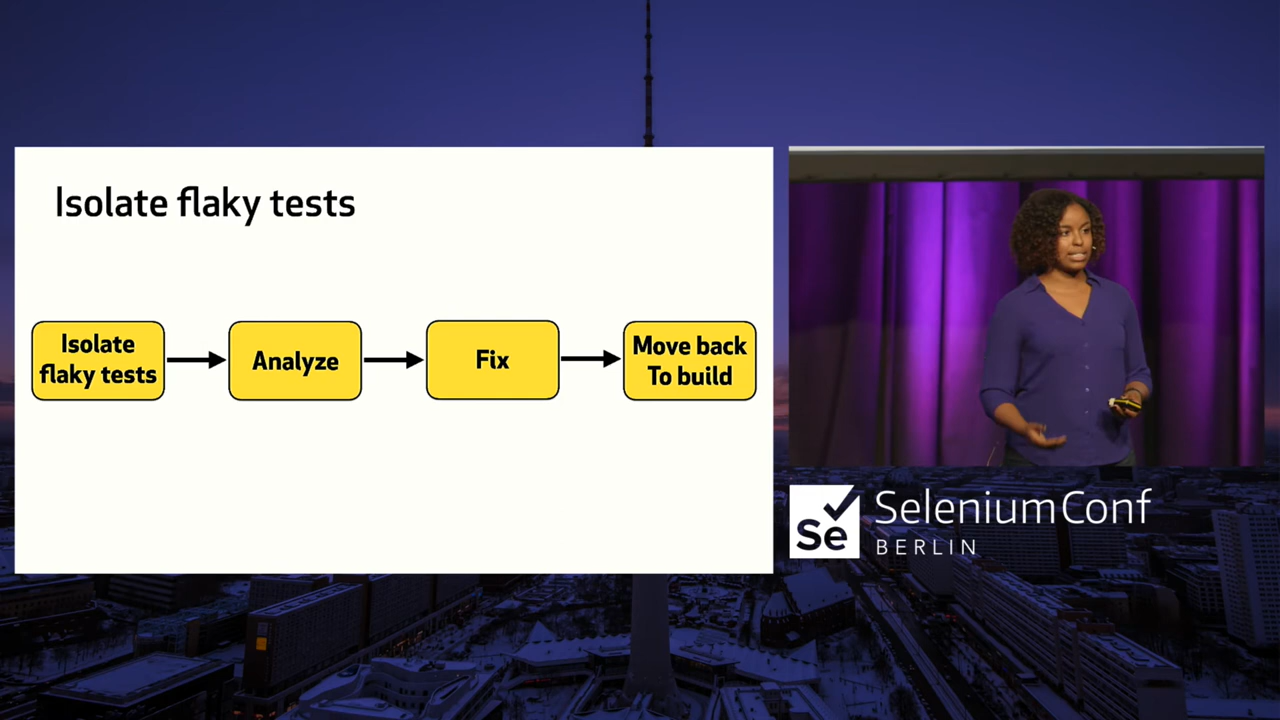 Isolate flaky tests
Isolate
flaky tests
Analyze
Fix
Move back
To build
Se
SeleniumConf
BERLIN